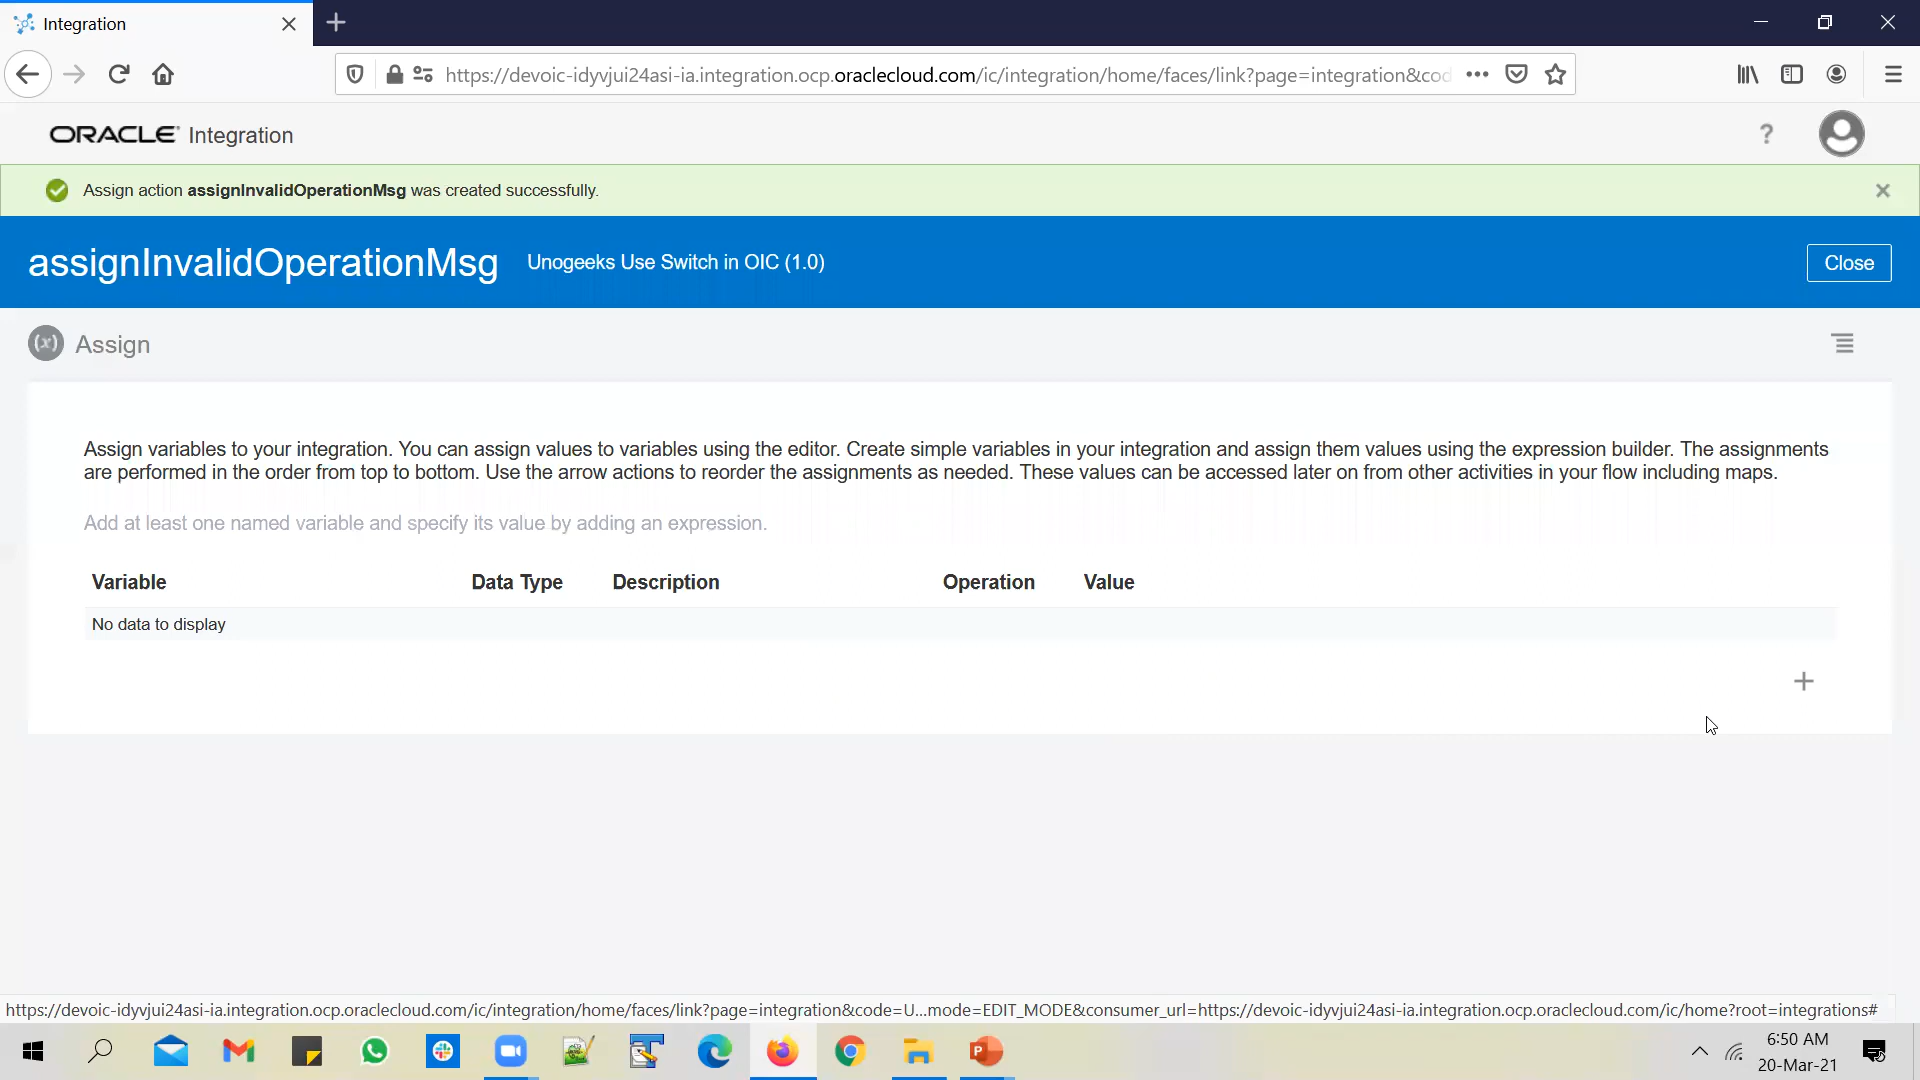 Integration
https://devoic-idyvjui24asi-ia.integration.ocp.oraclecloud.com/ic/integration/home/faces/link?page=integration&cod
ORACLE Integration
?
Assign action assignInvalidOperationMsg was created successfully.
assignInvalidOperationMsg Unogeeks Use Switch in OIC (1.0) Close
(x) Assign
Assign variables to your integration. You can assign values to variables using the editor. Create simple variables in your integration and assign them values using the expression builder. The assignments
are performed in the order from top to bottom. Use the arrow actions to reorder the assignments as needed. These values can be accessed later on from other activities in your flow including maps.
Add at least one named variable and specify its value by adding an expression.
Variable Data Type Description Operation Value
No data to display
https://devoic-idyvjui24asi-ia.integration.ocp.oraclecloud.com/ic/integration/home/faces/link?page=integration&code=U...mode=EDIT_MODE&consumer_url=https://devoic-idyvjui24asi-ia.integration.ocp.oraclecloud.com/ic/home?root=integrations#
6:50 AM
20-Mar-21